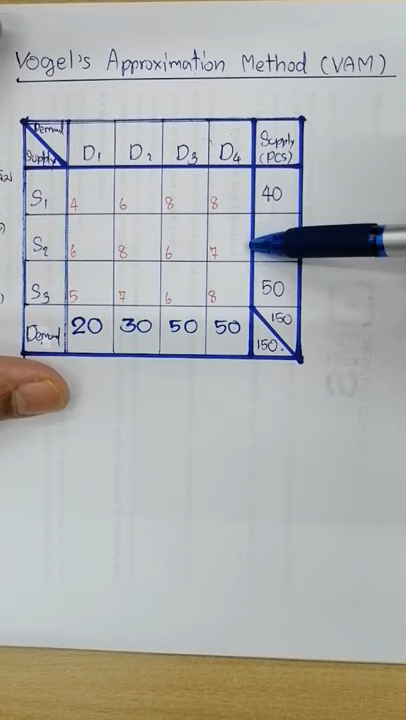 Vogel's Approximation Method (VAM)
Demand Supply D1 D2 D3 D4 Supply (pcs)
S1 4 6 8 8 40
S2 6 8 6 7
S3 5 7 6 8 50
Demand 20 30 50 50 150 150.